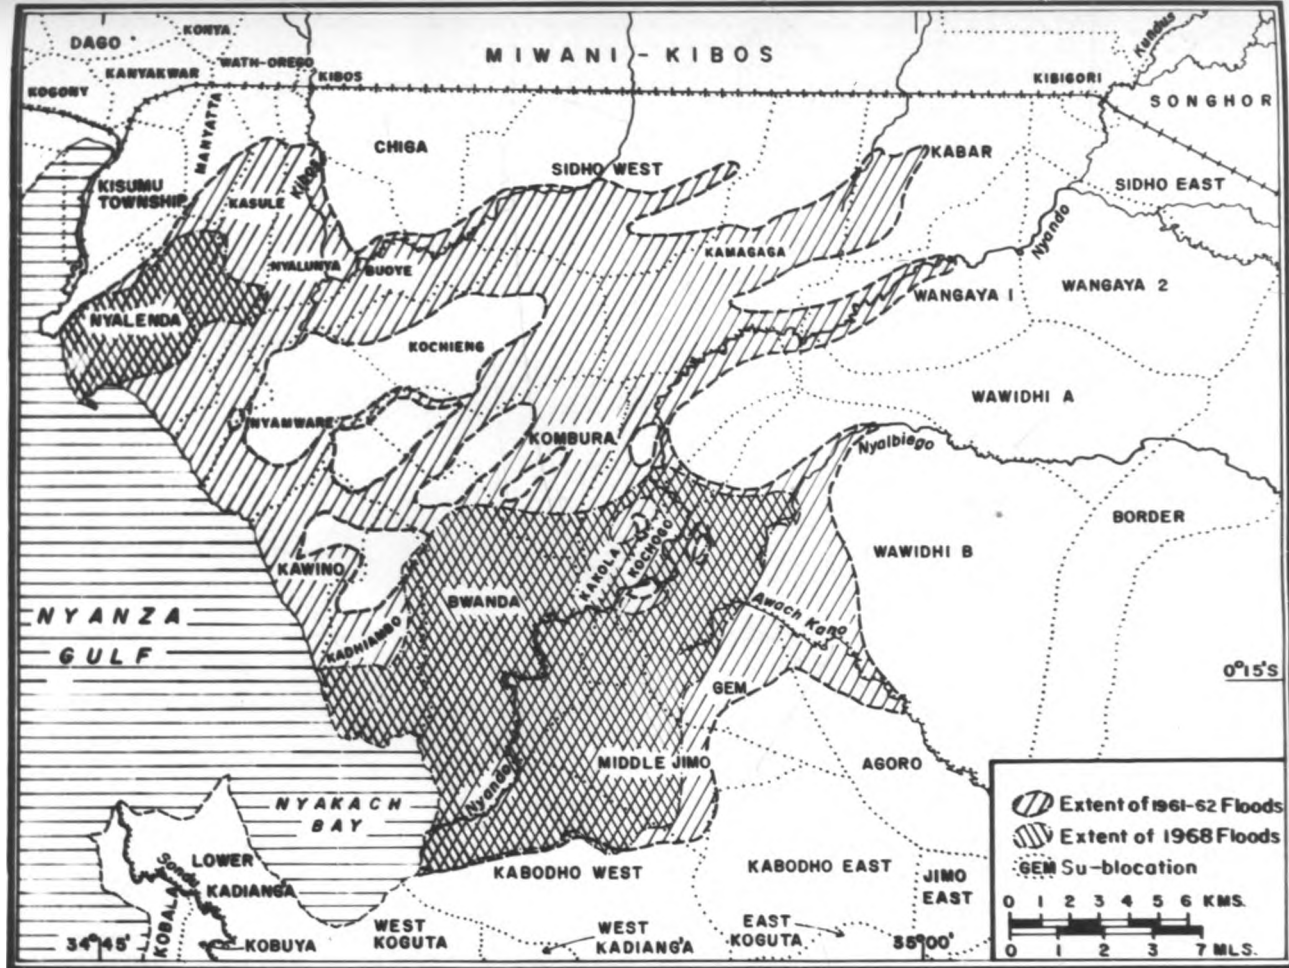 KONYA
DAGO
MIWANI - KIBOS
WATH-OREGO
KANYAKWAR
KIBOS
KIBIGORI
Kundus
KOGONY
SONGHOR
MANYATTA
CHIGA
KABAR
SIDHO WEST
Kibos
KISUMU
TOWNSHIP
SIDHO EAST
KASULE
Nyando
KAMAGAGA
NYALUNYA
BUOYE
WANGAYA 1
WANGAYA 2
NYALENDA
KOCHIENG
WAWIDHI A
NYAMWARE
KOMBURA
Nyalbiego
BORDER
WAWIDHI B
KAWINO
KAKOLA
KOCHOGO
BWANDA
Awach Kano
NYANZA
GULF
KADHIAMBO
0°15'S
GEM
MIDDLE JIMO
AGORO
Nyando
NYAKACH
BAY
Extent of 1961-62 Floods
Extent of 1968 Floods
GEM Su-blocation
LOWER
KADIANGA
Sondu
KABODHO WEST
KABODHO EAST
JIMO
EAST
0 1 2 3 4 5 6 KMS.
0 1 2 3 7 MLS.
KOBALA
34°45'
KOBUYA
WEST
KOGUTA
WEST
KADIANG'A
EAST
KOGUTA
35°00'